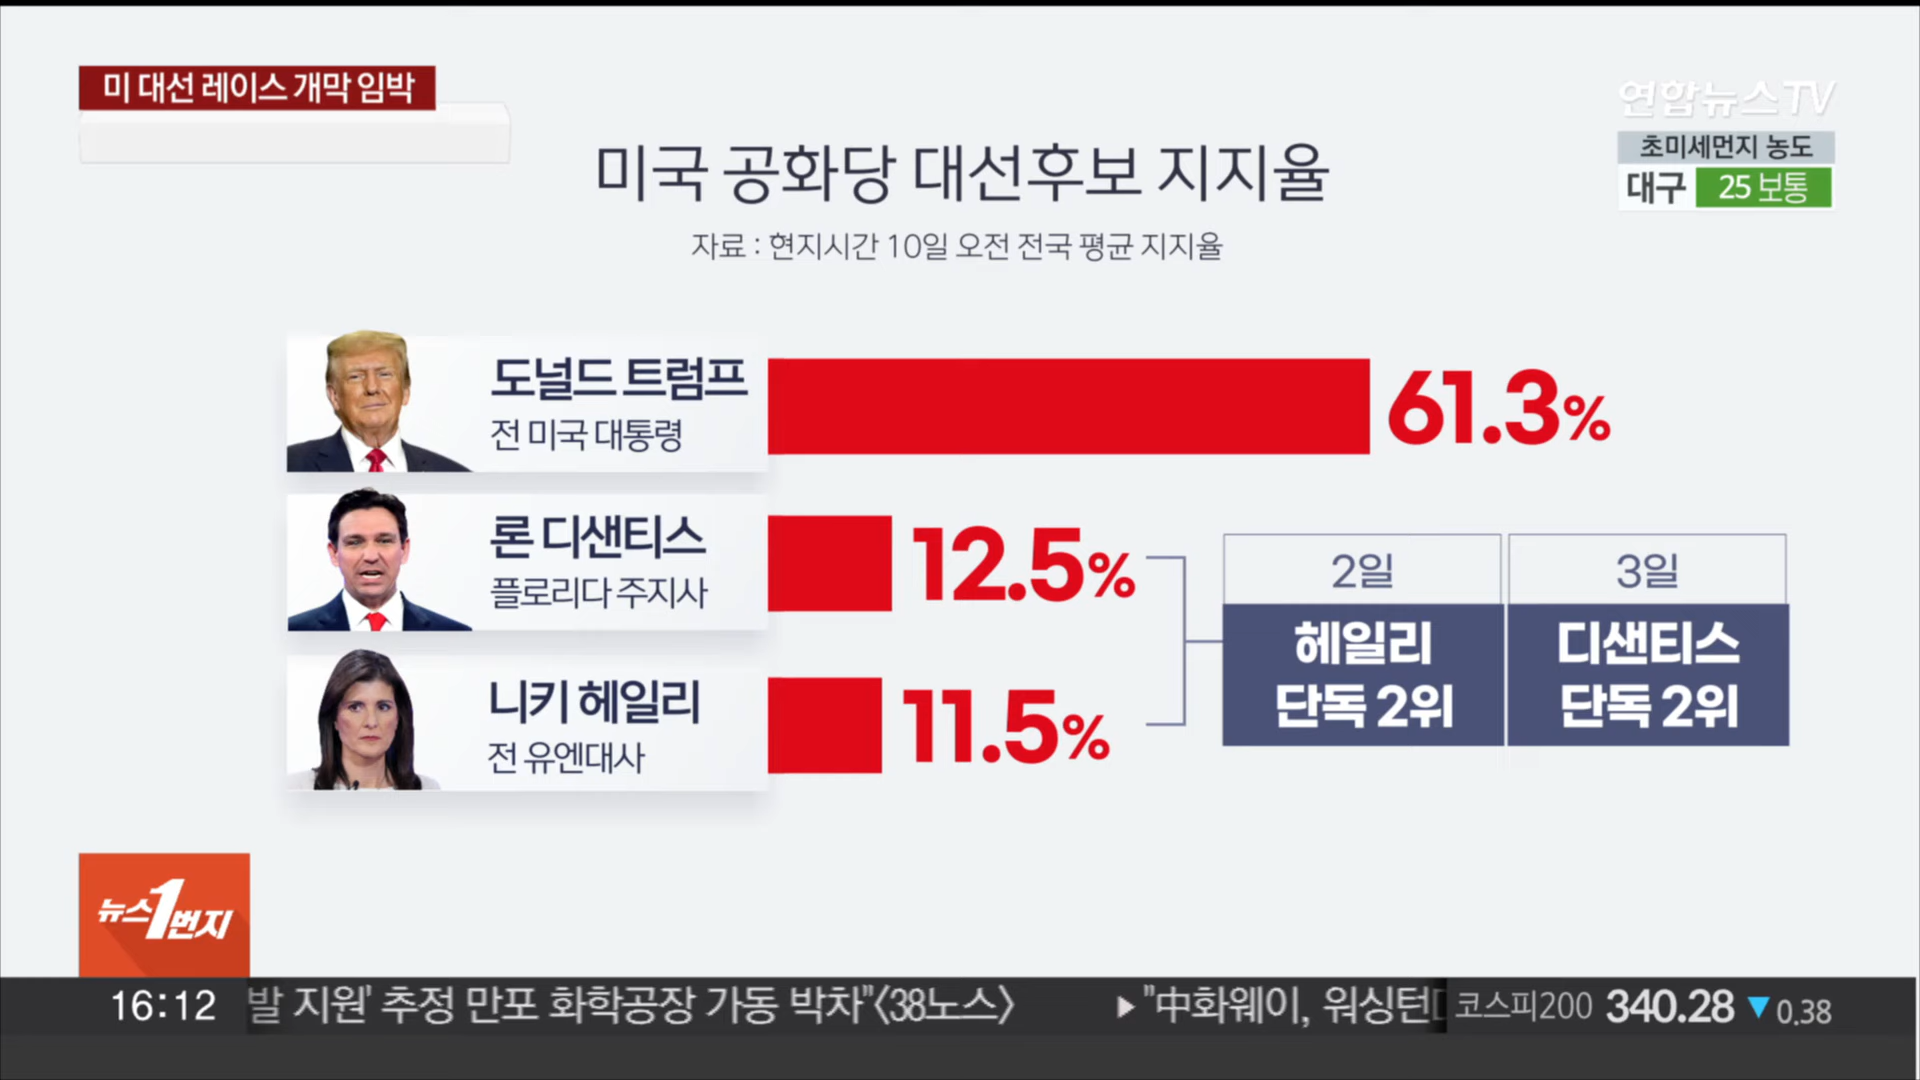 미 대선 레이스 개막 임박
연합뉴스TV
초미세먼지 농도
대구 25 보통
미국 공화당 대선후보 지지율
자료 : 현지시간 10일 오전 전국 평균 지지율
도널드 트럼프
전 미국 대통령
61.3%
론 디샌티스
플로리다 주지사
12.5%
니키 헤일리
전 유엔대사
11.5%
2일
헤일리
단독 2위
3일
디샌티스
단독 2위
뉴스1번지
16:12 발 지원' 추정 만포 화학공장 가동 박차"〈38노스〉 ▶"中화웨이, 워싱턴 코스피200 340.28 ▼ 0.38